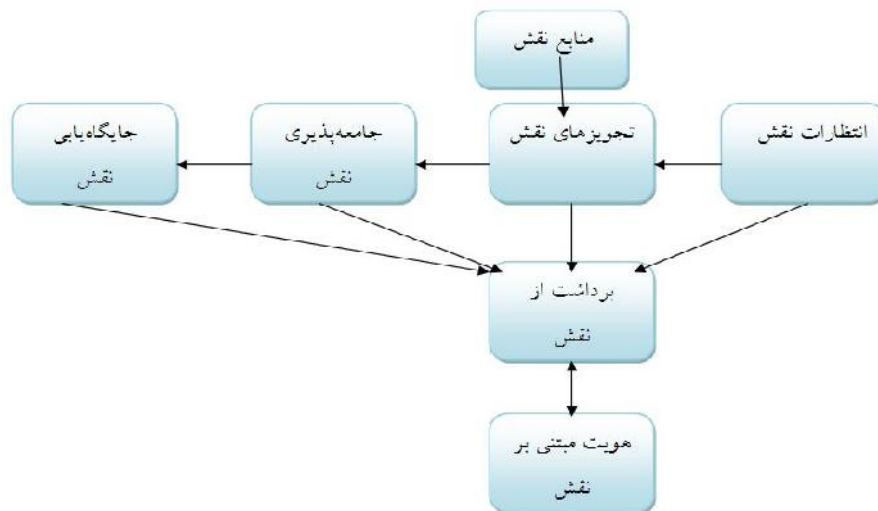 منابع نقش
انتظارات نقش
تجویزهای نقش
جامعه‌پذیری
نقش
جایگاه‌یابی
نقش
برداشت از
نقش
هویت مبتنی بر
نقش